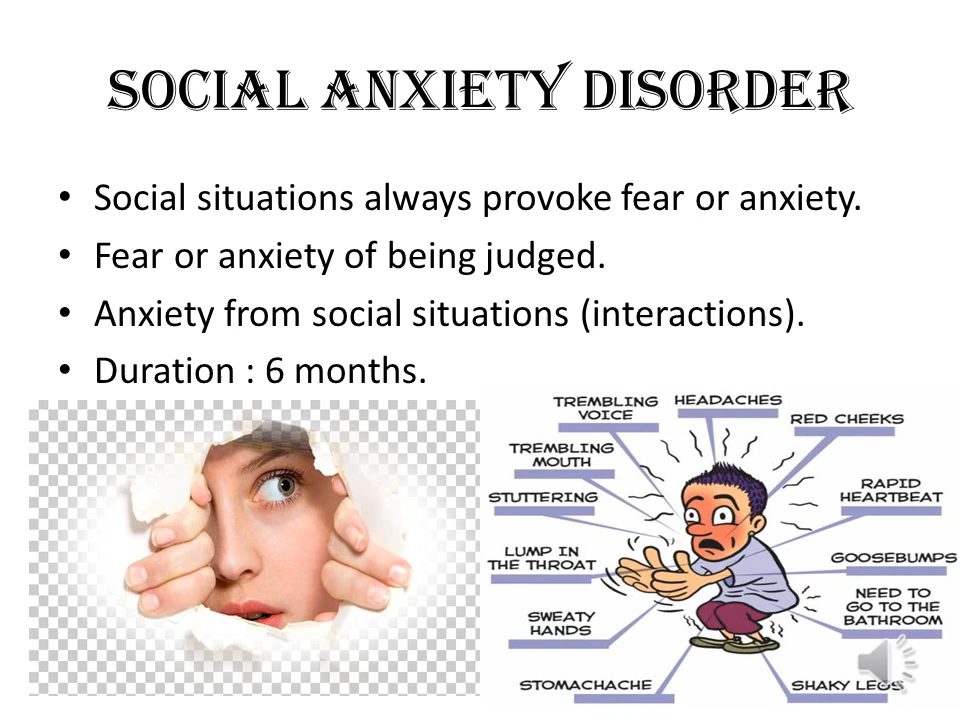 SOCIAL ANXIETY DISORDER
• Social situations always provoke fear or anxiety.
• Fear or anxiety of being judged.
• Anxiety from social situations (interactions).
• Duration : 6 months.
TREMBLING
VOICE
HEADACHES
RED CHEEKS
TREMBLING
MOUTH
STUTTERING
RAPID
HEARTBEAT
LUMP IN
THE THROAT
GOOSEBUMPS
SWEATY
HANDS
NEED TO
GO TO THE
BATHROOM
STOMACHACHE
SHAKY LEGS